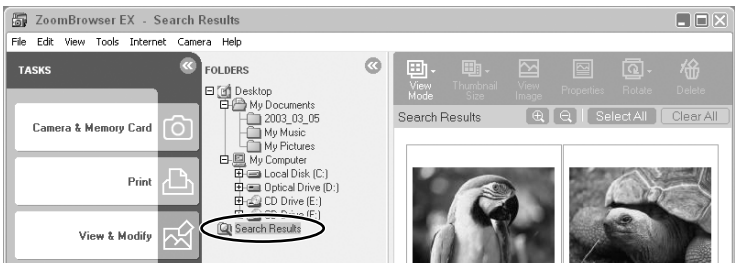 ZoomBrowser EX - Search Results
File Edit View Tools Internet Camera Help
TASKS
Camera & Memory Card
Print
View & Modify
FOLDERS
Desktop
My Documents
2003_03_05
My Music
My Pictures
My Computer
Local Disk (C:)
Optical Drive (D:)
CD Drive (E:)
CD Drive (F:)
Search Results
View Mode
Thumbnail Size
View Image
Properties
Rotate
Delete
Search Results
Select All
Clear All